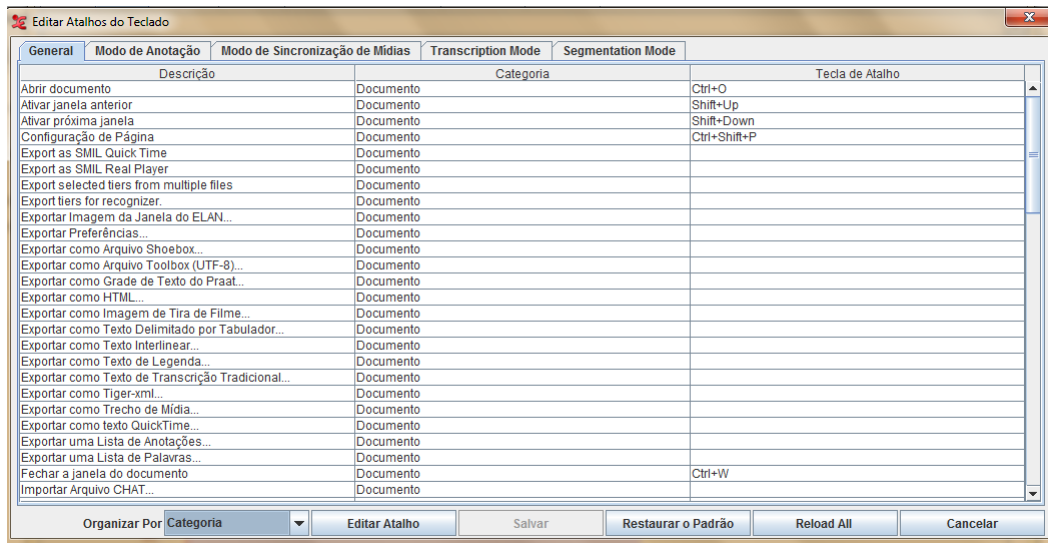 Editar Atalhos do Teclado
General Modo de Anotação Modo de Sincronização de Mídias Transcription Mode Segmentation Mode
Descrição Categoria Tecla de Atalho
Abrir documento Documento Ctrl+O
Ativar janela anterior Documento Shift+Up
Ativar próxima janela Documento Shift+Down
Configuração de Página Documento Ctrl+Shift+P
Export as SMIL Quick Time Documento
Export as SMIL Real Player Documento
Export selected tiers from multiple files Documento
Export tiers for recognizer. Documento
Exportar Imagem da Janela do ELAN... Documento
Exportar Preferências... Documento
Exportar como Arquivo Shoebox... Documento
Exportar como Arquivo Toolbox (UTF-8)... Documento
Exportar como Grade de Texto do Praat... Documento
Exportar como HTML... Documento
Exportar como Imagem de Tira de Filme... Documento
Exportar como Texto Delimitado por Tabulador... Documento
Exportar como Texto Interlinear... Documento
Exportar como Texto de Legenda... Documento
Exportar como Texto de Transcrição Tradicional... Documento
Exportar como Tiger-xml... Documento
Exportar como Trecho de Mídia... Documento
Exportar como texto QuickTime... Documento
Exportar uma Lista de Anotações... Documento
Exportar uma Lista de Palavras... Documento
Fechar a janela do documento Documento Ctrl+W
Importar Arquivo CHAT... Documento
Organizar Por Categoria Editar Atalho Salvar Restaurar o Padrão Reload All Cancelar